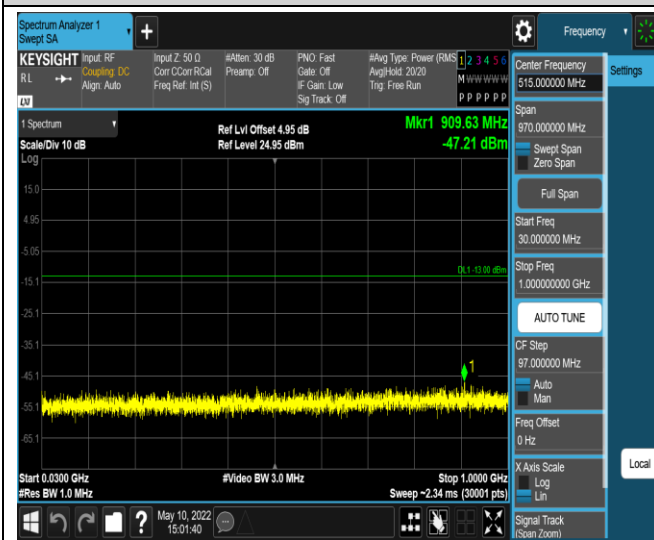 Spectrum Analyzer 1
Swept SA
+
Frequency
KEYSIGHT
RL
LXI
Input: RF
Coupling: DC
Align: Auto
Input Z: 50 Ω
Corr CCorr RCal
Freq Ref: Int (S)
#Atten: 30 dB
Preamp: Off
PNO: Fast
Gate: Off
IF Gain: Low
Sig Track: Off
#Avg Type: Power (RMS
Avg|Hold: 20/20
Trig: Free Run
1 2 3 4 5 6
M W W W W W
P P P P P P
1 Spectrum
Scale/Div 10 dB
Log
Ref Lvl Offset 4.95 dB
Ref Level 24.95 dBm
Mkr1 909.63 MHz
-47.21 dBm
15.0
4.95
-5.05
DL1 -13.00 dBm
-15.1
-25.1
-35.1
-45.1
1
-55.1
-65.1
Start 0.0300 GHz
#Res BW 1.0 MHz
#Video BW 3.0 MHz
Stop 1.0000 GHz
Sweep ~2.34 ms (30001 pts)
?
May 10, 2022
15:01:40
Center Frequency
515.000000 MHz
Settings
Span
970.000000 MHz
Swept Span
Zero Span
Full Span
Start Freq
30.000000 MHz
Stop Freq
1.000000000 GHz
AUTO TUNE
CF Step
97.000000 MHz
Auto
Man
Freq Offset
0 Hz
X Axis Scale
Log
Lin
Local
Signal Track
(Span Zoom)